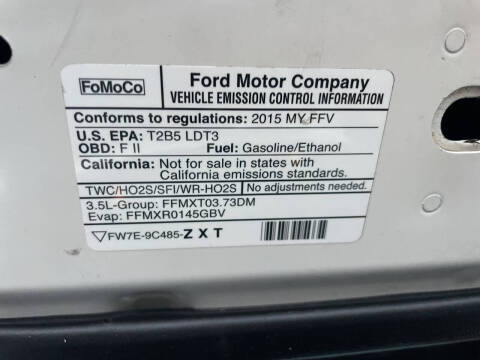 FoMoCo Ford Motor Company
VEHICLE EMISSION CONTROL INFORMATION
Conforms to regulations: 2015 MY FFV
U.S. EPA: T2B5 LDT3
OBD: F II Fuel: Gasoline/Ethanol
California: Not for sale in states with
California emissions standards.
TWC/HO2S/SFI/WR-HO2S No adjustments needed.
3.5L-Group: FFMXT03.73DM
Evap: FFMXR0145GBV
FW7E-9C485-Z X T